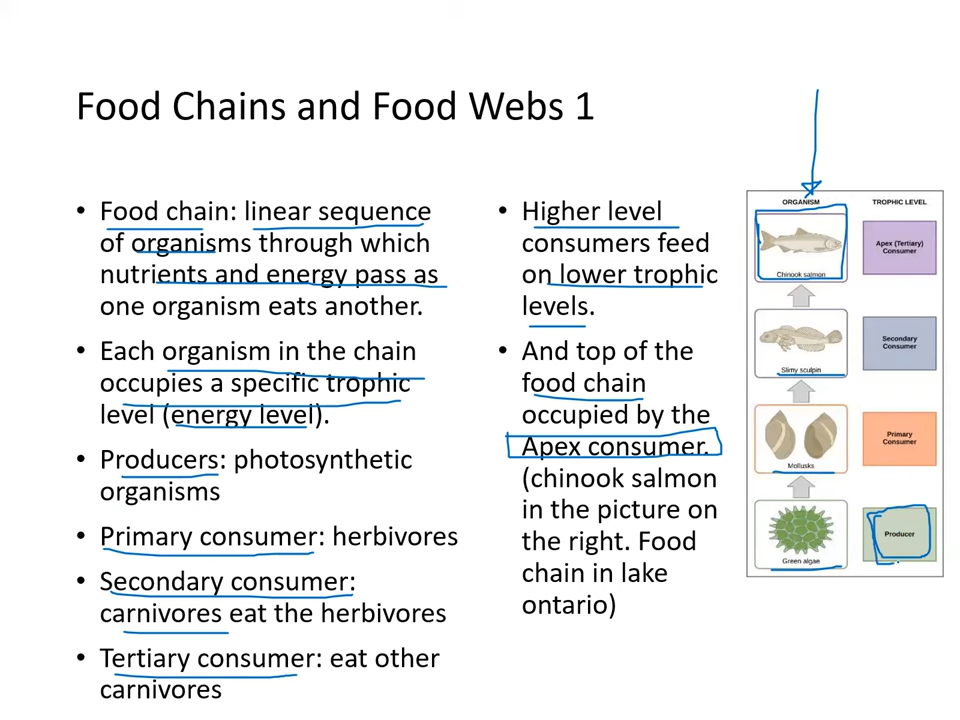 Food Chains and Food Webs 1
• Food chain: linear sequence
of organisms through which
nutrients and energy pass as
one organism eats another.
• Each organism in the chain
occupies a specific trophic
level (energy level).
• Producers: photosynthetic
organisms
• Primary consumer: herbivores
• Secondary consumer:
carnivores eat the herbivores
• Tertiary consumer: eat other
carnivores
• Higher level
consumers feed
on lower trophic
levels.
• And top of the
food chain
occupied by the
Apex consumer.
(chinook salmon
in the picture on
the right. Food
chain in lake
ontario)
ORGANISM
TROPHIC LEVEL
Chinook salmon
Apex (Tertiary)
Consumer
Slimy sculpin
Secondary
Consumer
Mollusks
Primary
Consumer
Green algae
Producer